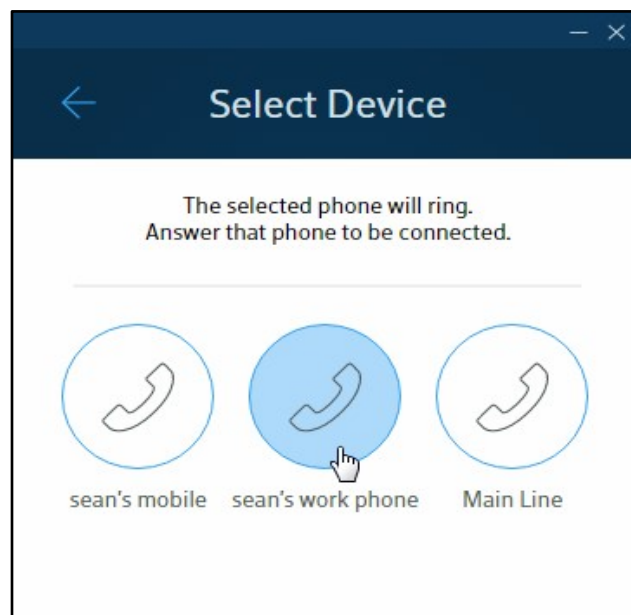 Select Device
The selected phone will ring.
Answer that phone to be connected.
sean's mobile
sean's work phone
Main Line